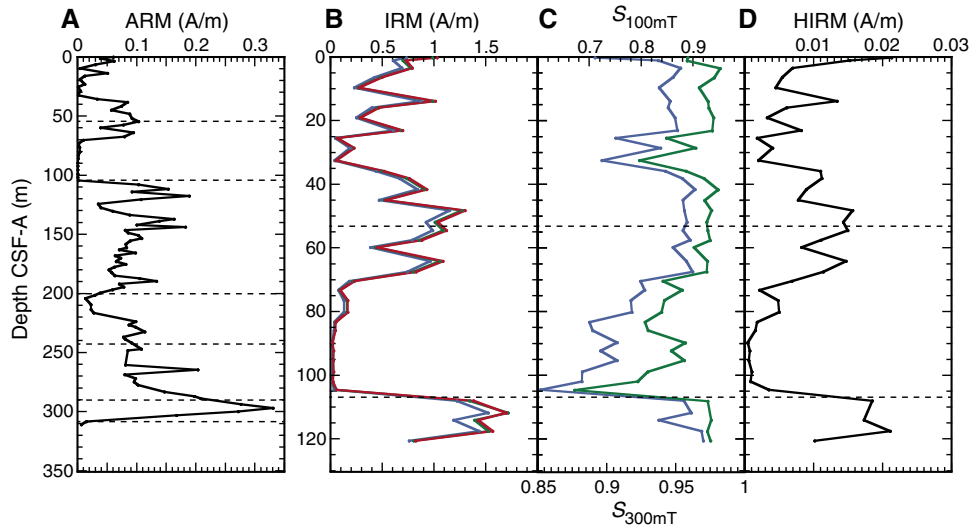 A ARM (A/m) B IRM (A/m) C S100mT D HIRM (A/m)
0 0.1 0.2 0.3 0.5 1 1.5 0.7 0.8 0.9 0.01 0.02 0.03
Depth CSF-A (m)
0 50 100 150 200 250 300 350
0 20 40 60 80 100 120
0.85 0.9 0.95 1
S300mT